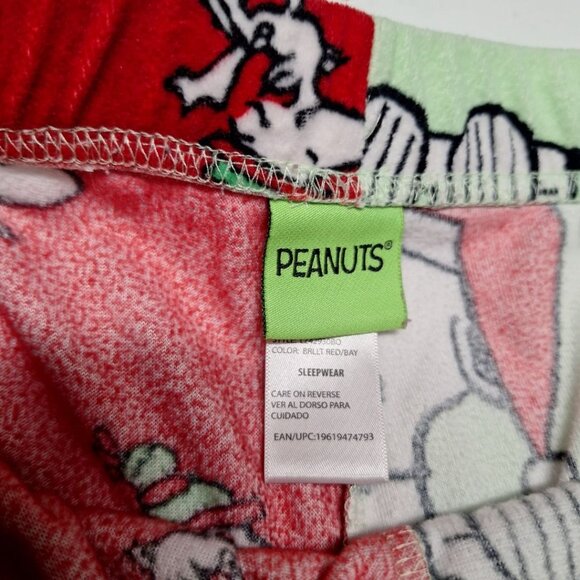 PEANUTS®
COLOR: BRLLT RED/BAY
SLEEPWEAR
CARE ON REVERSE
VER AL DORSO PARA
CUIDADO
EAN/UPC:19619474793